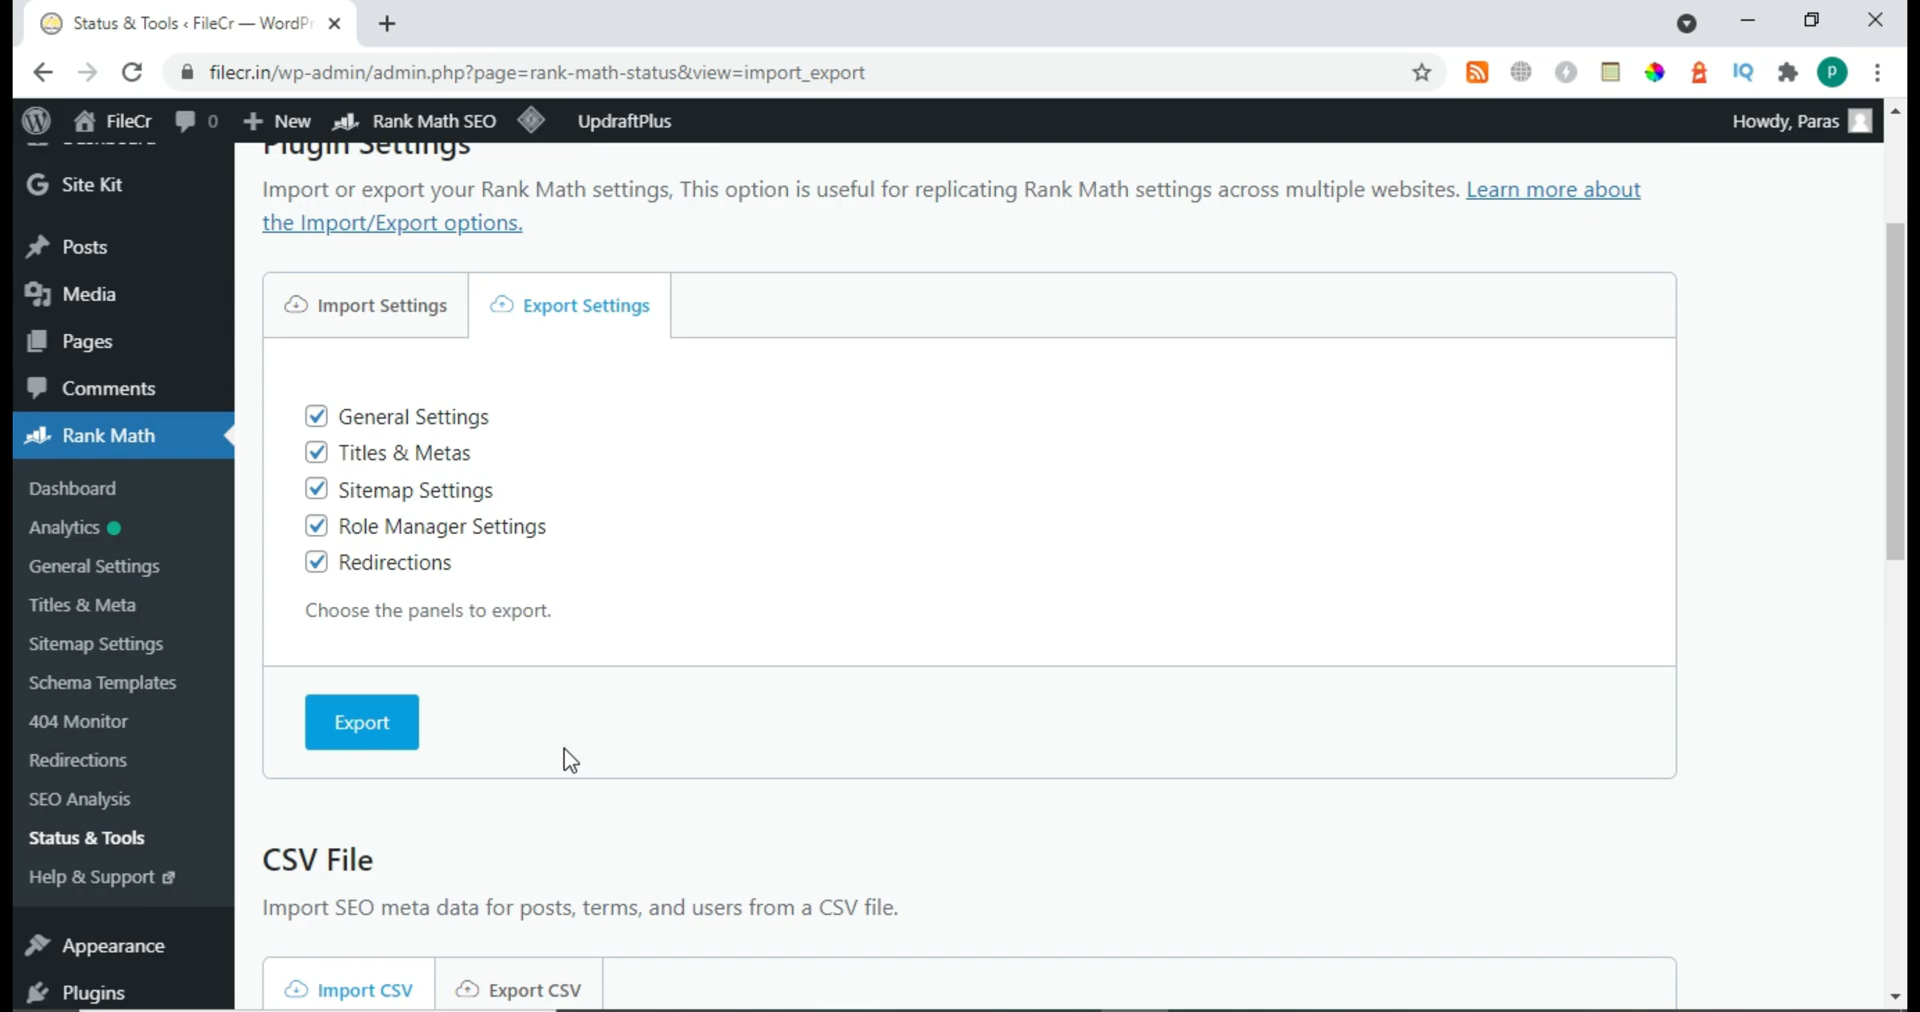 Status & Tools ‹ FileCr — WordPr
filecr.in/wp-admin/admin.php?page=rank-math-status&view=import_export
IQ
P
FileCr
0
New
Rank Math SEO
UpdraftPlus
Howdy, Paras
Dashboard
Site Kit
Posts
Media
Pages
Comments
Rank Math
Dashboard
Analytics
General Settings
Titles & Meta
Sitemap Settings
Schema Templates
404 Monitor
Redirections
SEO Analysis
Status & Tools
Help & Support
Appearance
Plugins
Plugin Settings
Import or export your Rank Math settings, This option is useful for replicating Rank Math settings across multiple websites. Learn more about
the Import/Export options.
Import Settings
Export Settings
General Settings
Titles & Metas
Sitemap Settings
Role Manager Settings
Redirections
Choose the panels to export.
Export
CSV File
Import SEO meta data for posts, terms, and users from a CSV file.
Import CSV
Export CSV